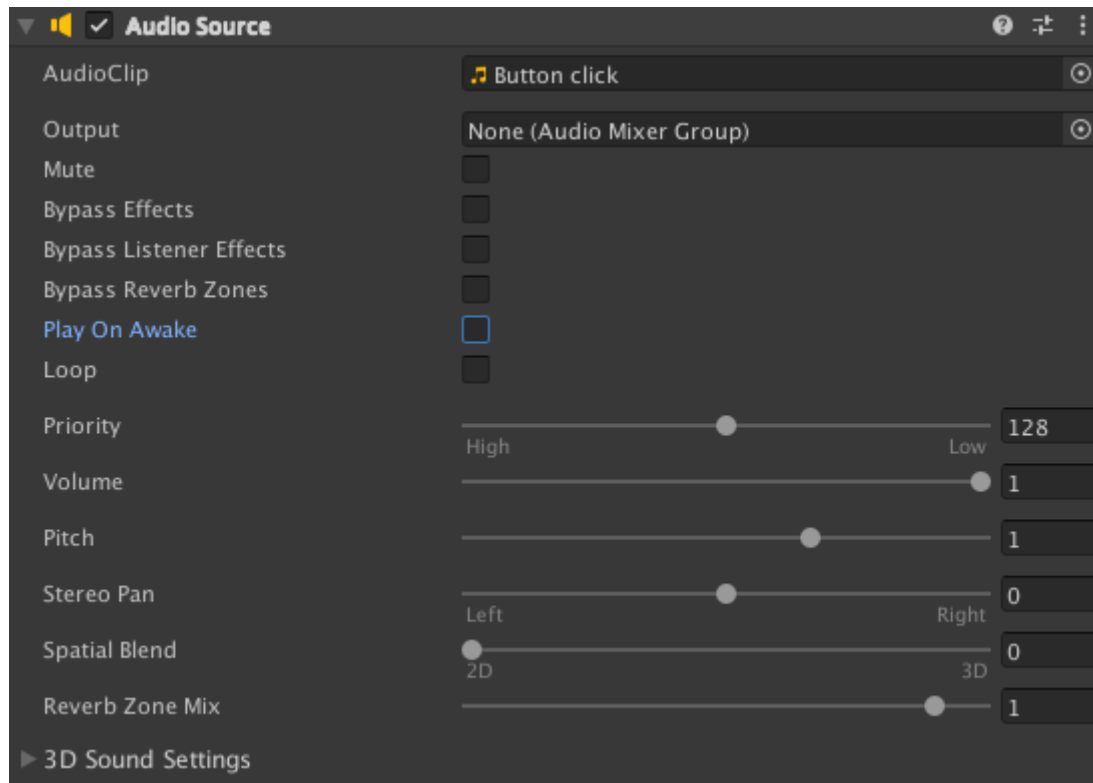 Audio Source
AudioClip Button click
Output None (Audio Mixer Group)
Mute
Bypass Effects
Bypass Listener Effects
Bypass Reverb Zones
Play On Awake
Loop
Priority 128
High Low
Volume 1
Pitch 1
Stereo Pan 0
Left Right
Spatial Blend 0
2D 3D
Reverb Zone Mix 1
3D Sound Settings